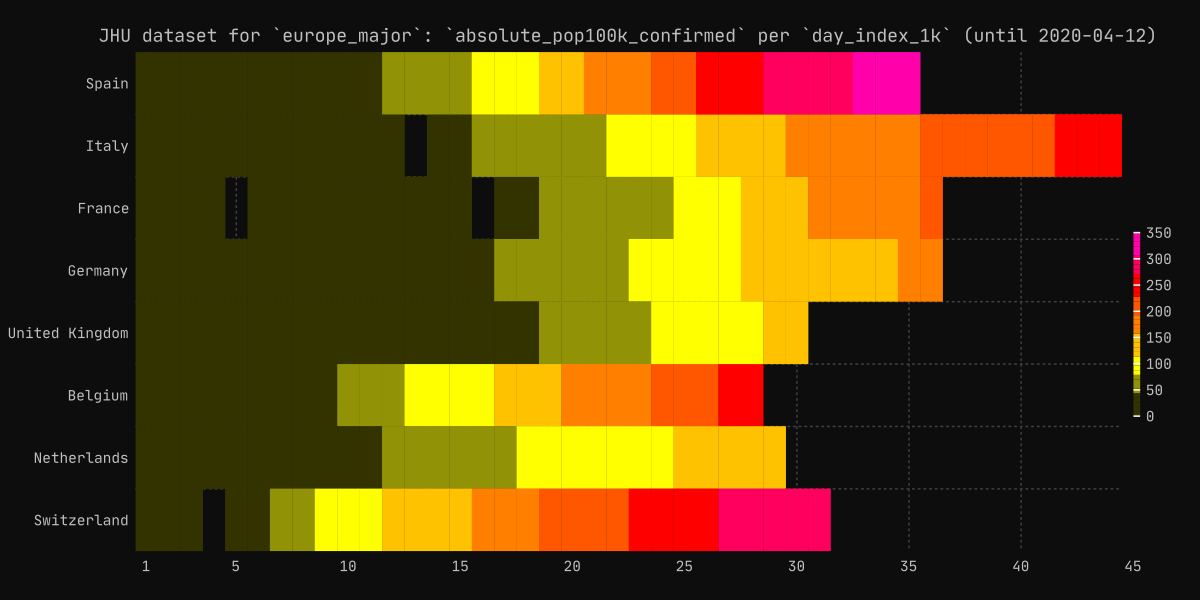 JHU dataset for `europe_major`: `absolute_pop100k_confirmed` per `day_index_1k` (until 2020-04-12)
Spain
Italy
France
Germany
United Kingdom
Belgium
Netherlands
Switzerland
1 5 10 15 20 25 30 35 40 45
350
300
250
200
150
100
50
0